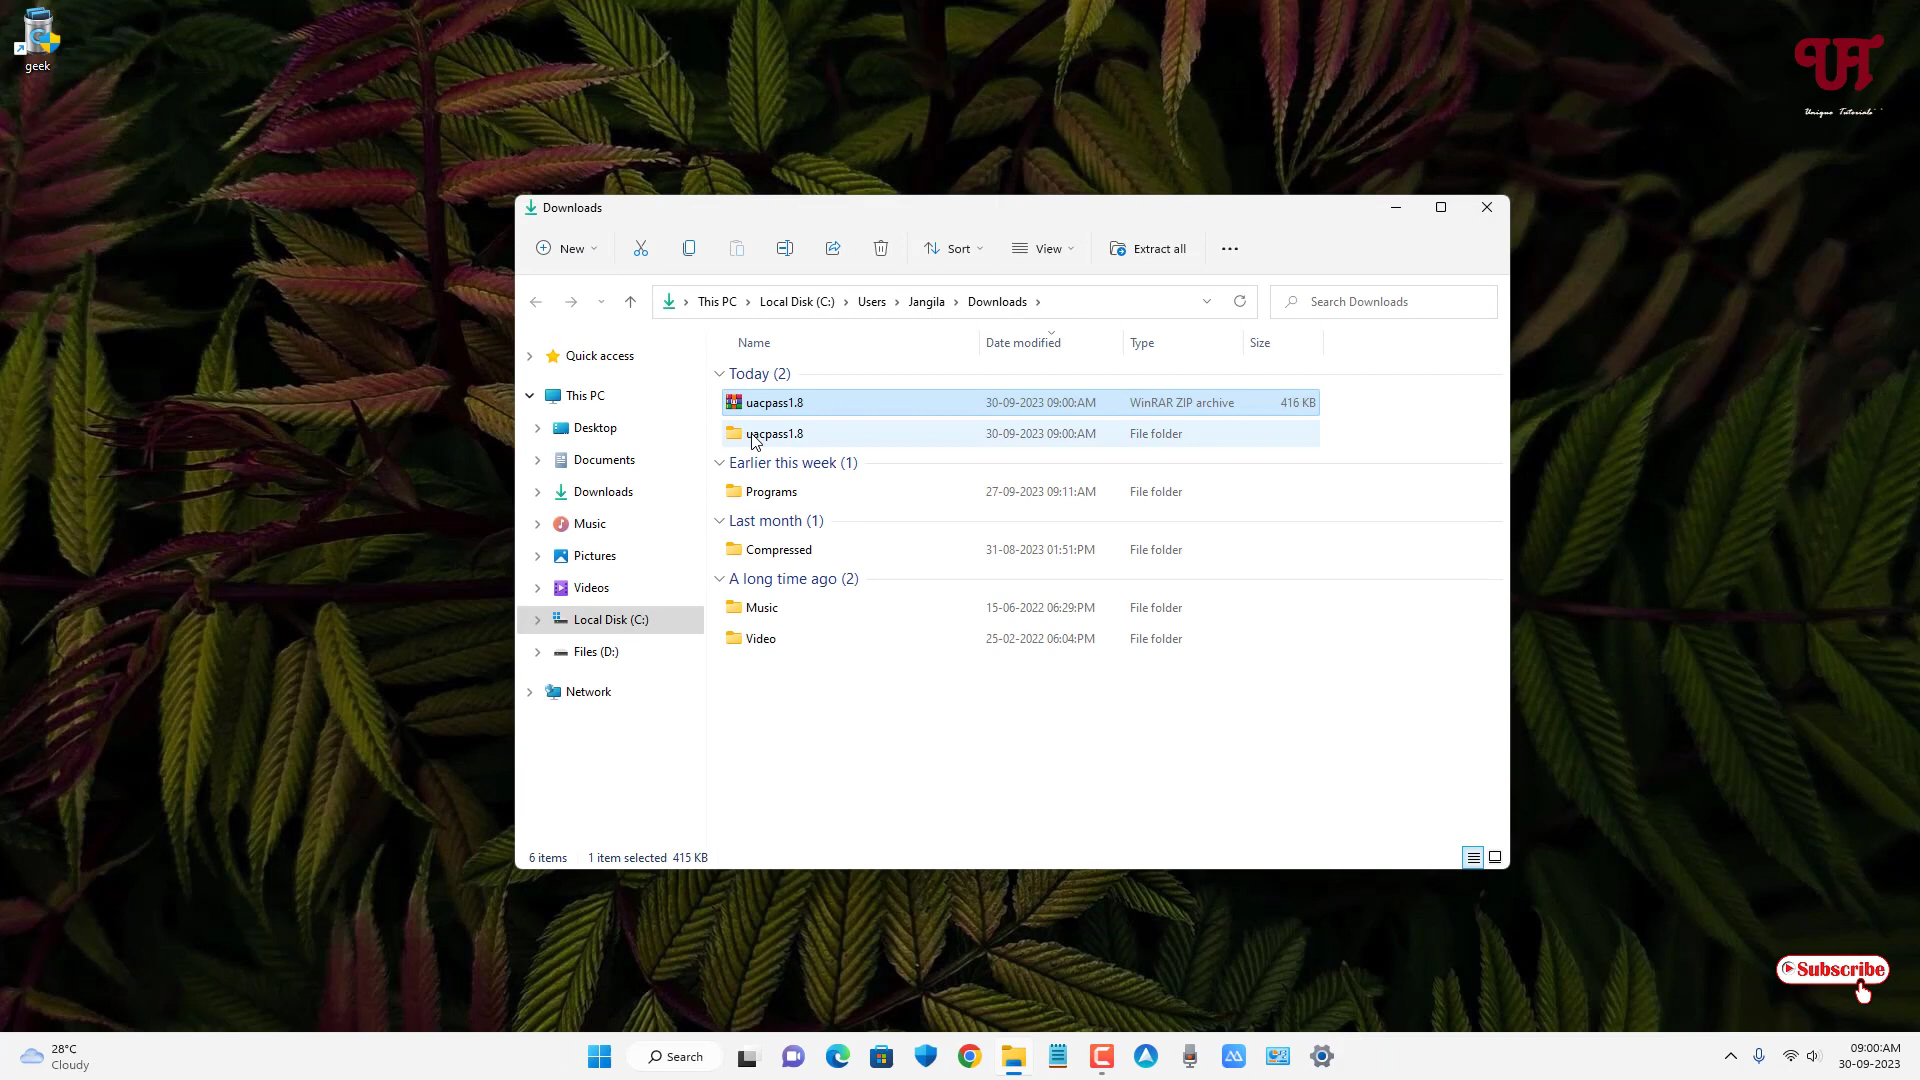 geek
UT
Unique Tutorials
Downloads
New
Sort
View
Extract all
This PC
Local Disk (C:)
Users
Jangila
Downloads
Search Downloads
Quick access
This PC
Desktop
Documents
Downloads
Music
Pictures
Videos
Local Disk (C:)
Files (D:)
Network
Name Date modified Type Size
Today (2)
uacpass1.8 30-09-2023 09:00:AM WinRAR ZIP archive 416 KB
uacpass1.8 30-09-2023 09:00:AM File folder
Earlier this week (1)
Programs 27-09-2023 09:11:AM File folder
Last month (1)
Compressed 31-08-2023 01:51:PM File folder
A long time ago (2)
Music 15-06-2022 06:29:PM File folder
Video 25-02-2022 06:04:PM File folder
6 items 1 item selected 415 KB
Subscribe
28°C
Cloudy
Search
09:00:AM
30-09-2023